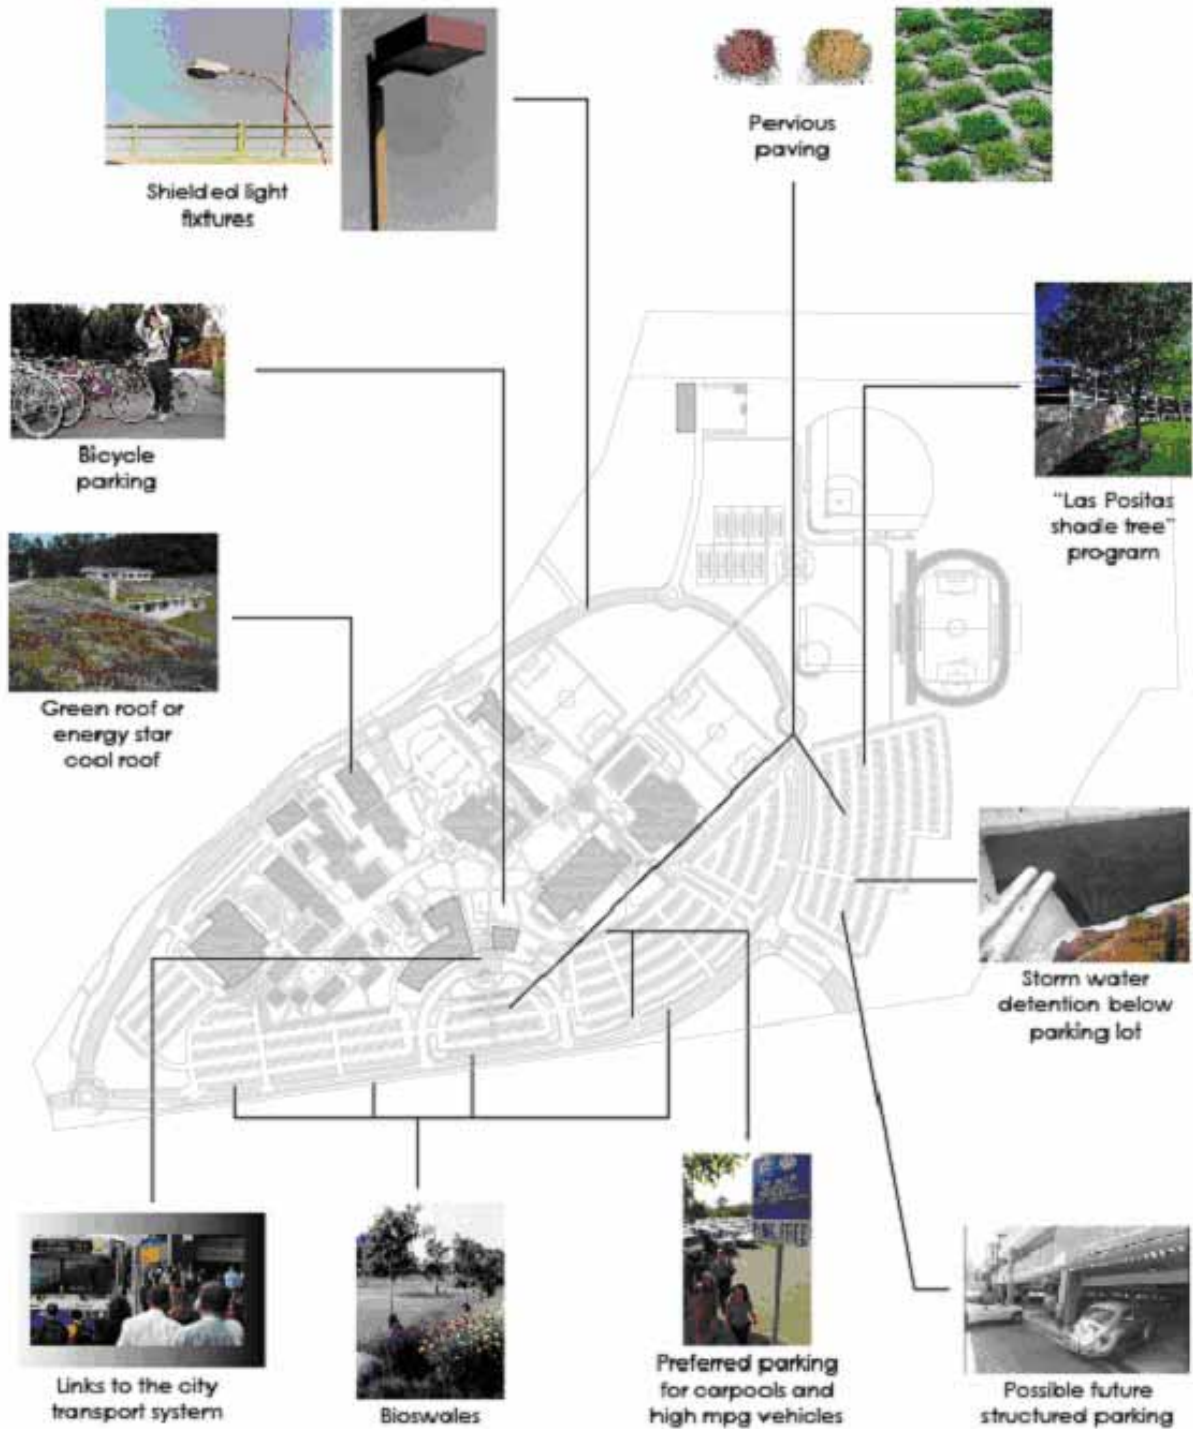 Shielded light
fixtures
Pervious
paving
Bicycle
parking
"Las Positas
shade tree"
program
Green roof or
energy star
cool roof
Storm water
detention below
parking lot
Links to the city
transport system
Bioswales
Preferred parking
for carpools and
high mpg vehicles
Possible future
structured parking